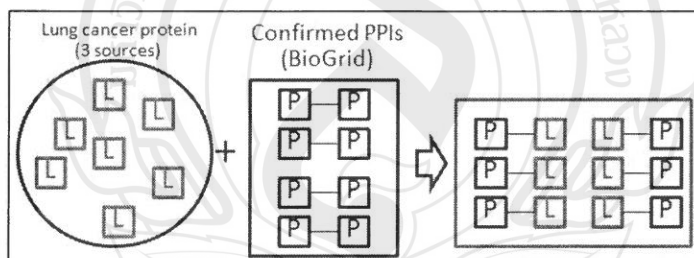 Lung cancer protein
(3 sources)
L
L
L
L
L
L
L
+
Confirmed PPIs
(BioGrid)
P P
P P
P P
P P
P L L P
P L L P
P L L P